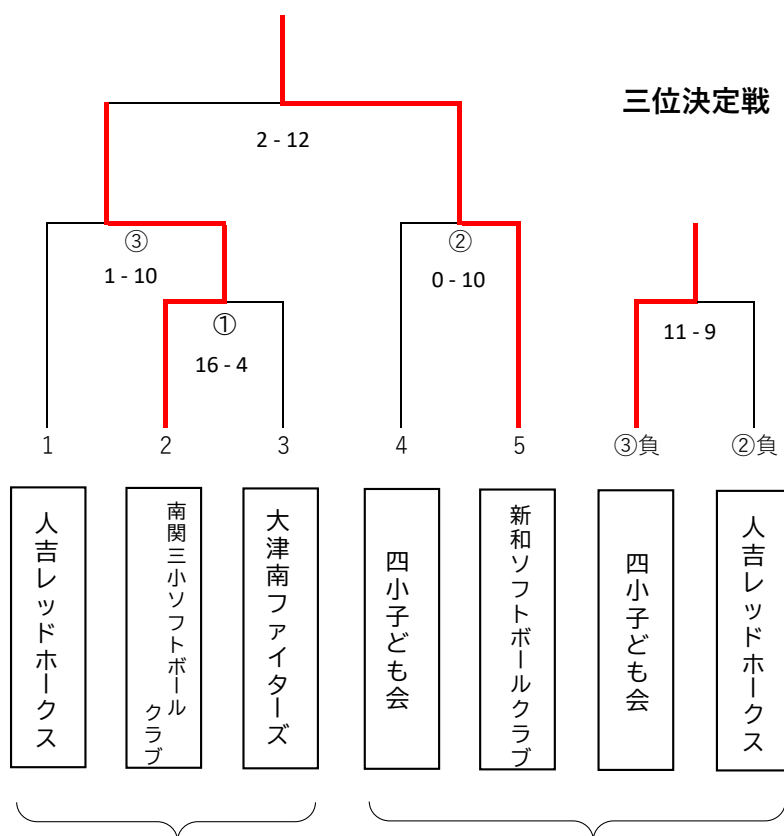 三位決定戦
2 - 12
③
②
1 - 10
0 - 10
①
11 - 9
16 - 4
1
2
3
4
5
③負
②負
人吉レッドホークス
南関三小ソフトボール
クラブ
大津南ファイターズ
四小子ども会
新和ソフトボールクラブ
四小子ども会
人吉レッドホークス